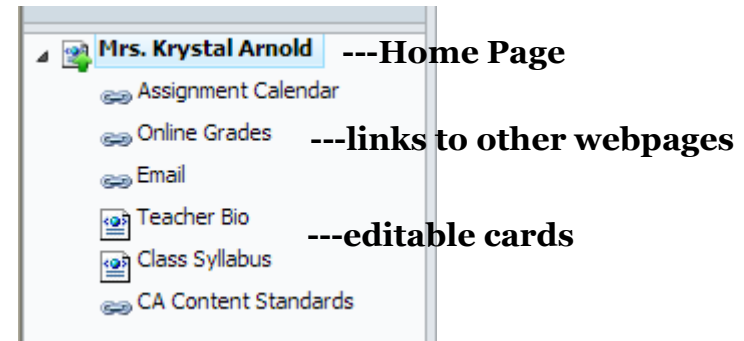 Mrs. Krystal Arnold ---Home Page
Assignment Calendar
Online Grades ---links to other webpages
Email
Teacher Bio ---editable cards
Class Syllabus
CA Content Standards